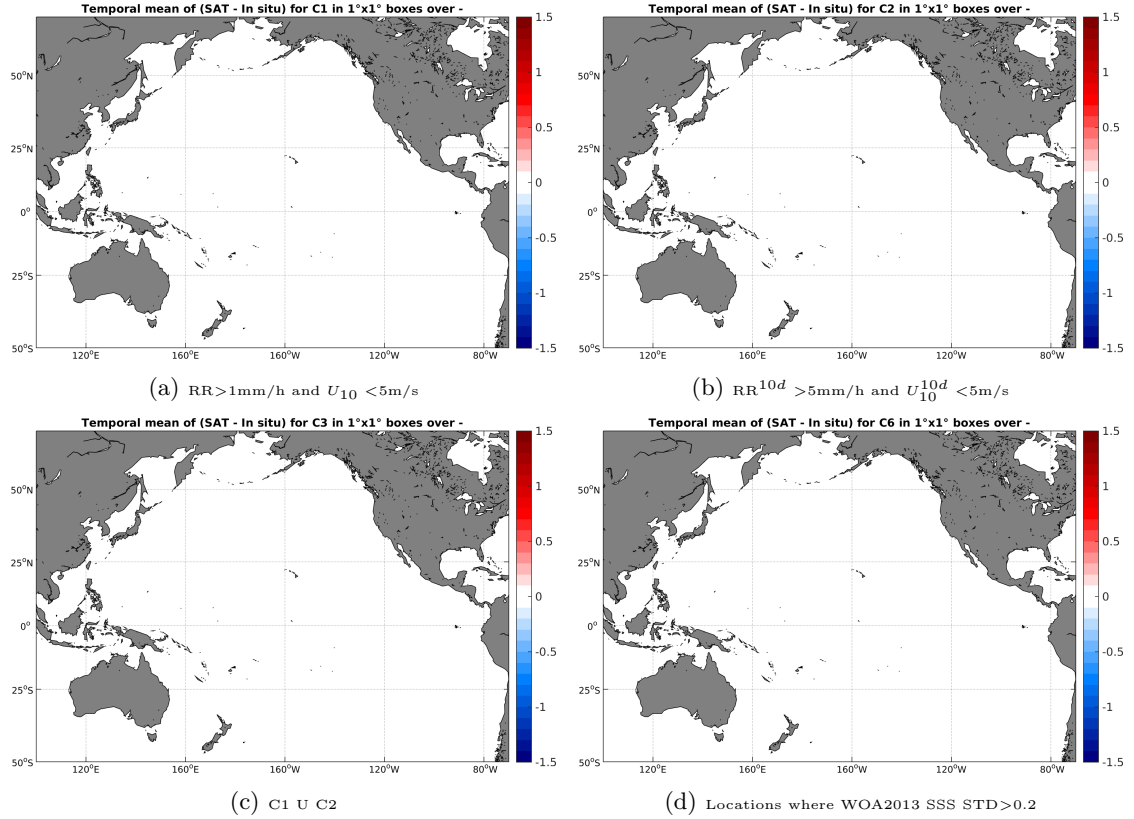 Temporal mean of (SAT - In situ) for C1 in 1°x1° boxes over -
50°N
25°N
0°
25°S
50°S
120°E
160°E
160°W
120°W
80°W
1.5
1
0.5
0
-0.5
-1
-1.5
(a) RR>1mm/h and U₁₀ <5m/s
Temporal mean of (SAT - In situ) for C2 in 1°x1° boxes over -
50°N
25°N
0°
25°S
50°S
120°E
160°E
160°W
120°W
80°W
1.5
1
0.5
0
-0.5
-1
-1.5
(b) RR¹⁰ᵈ >5mm/h and U₁₀¹⁰ᵈ <5m/s
Temporal mean of (SAT - In situ) for C3 in 1°x1° boxes over -
50°N
25°N
0°
25°S
50°S
120°E
160°E
160°W
120°W
80°W
1.5
1
0.5
0
-0.5
-1
-1.5
(c) C1 U C2
Temporal mean of (SAT - In situ) for C6 in 1°x1° boxes over -
50°N
25°N
0°
25°S
50°S
120°E
160°E
160°W
120°W
80°W
1.5
1
0.5
0
-0.5
-1
-1.5
(d) Locations where WOA2013 SSS STD>0.2